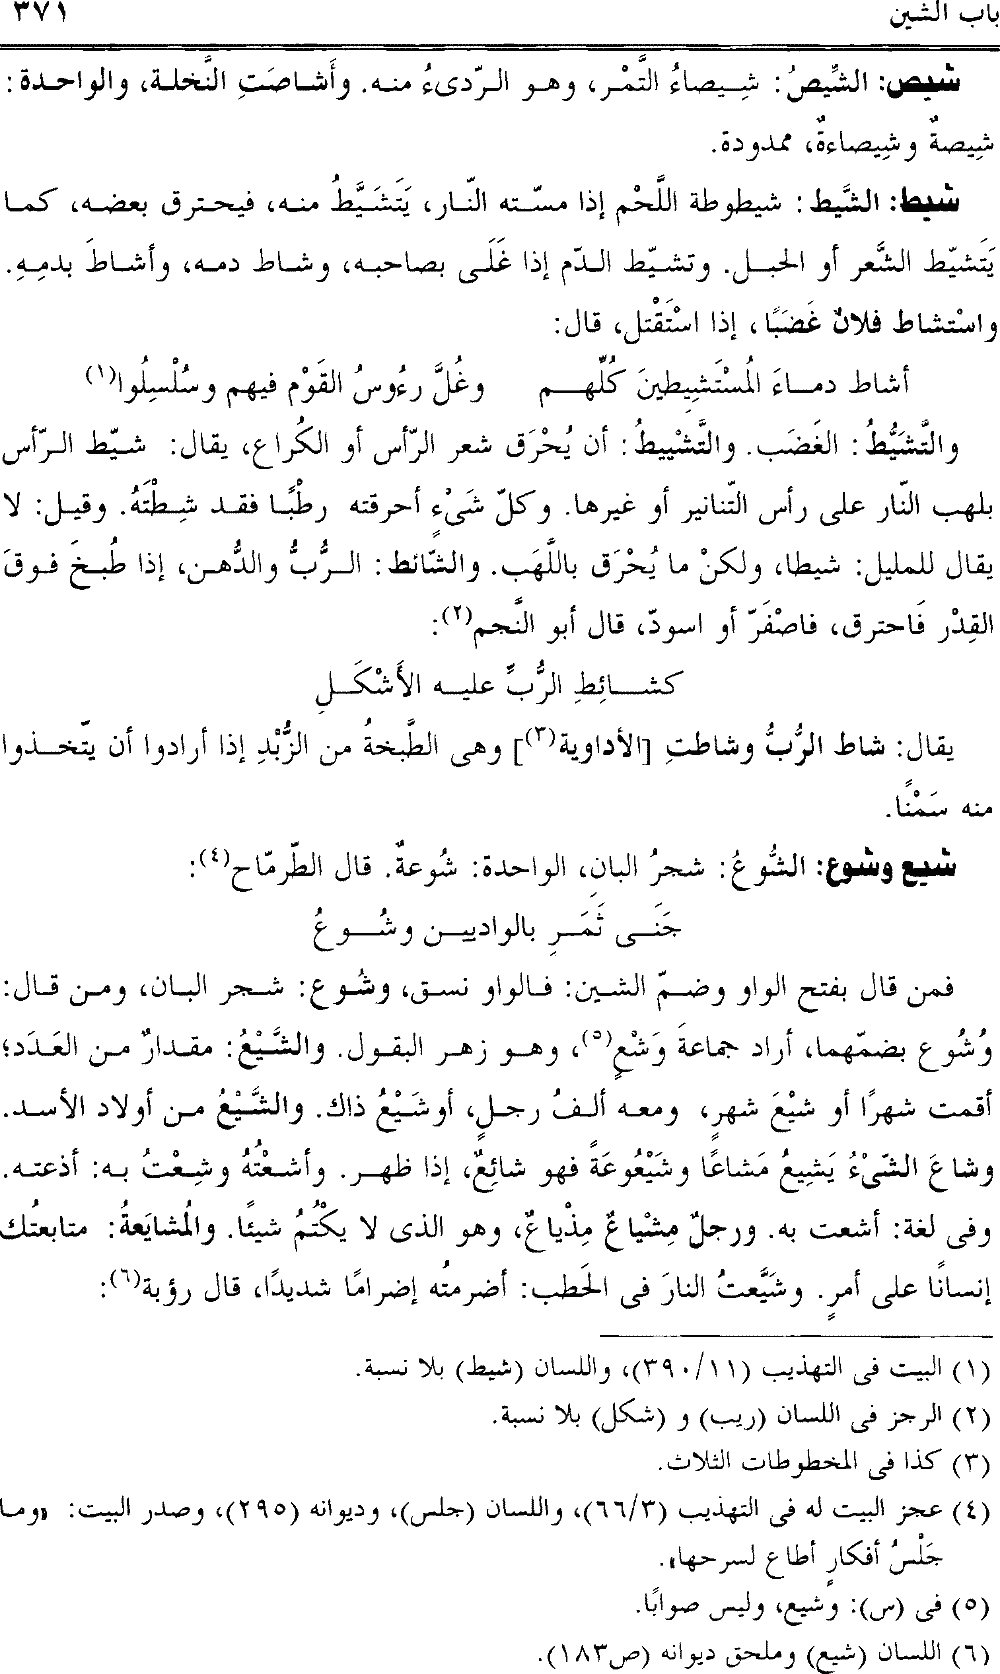 باب الشين ٣٧١
شيص: الشِّيصُ: شِيصاءُ التَّمْر، وهو الرّدىءُ منه. وأَشاصَتِ النَّخلة، والواحدة:
شِيصةٌ وشِيصاءةٌ، ممدودة.
شيط: الشَّيط: شيطوطة اللَّحْم إذا مسّته النّار، يَتَشَيَّطُ منه، فيحترق بعضه، كما
يَتَشيّط الشَّعر أو الحبل. وتشيّط الدّم إذا غَلَى بصاحبه، وشاط دمه، وأشاطَ بدمِهِ.
واسْتشاط فلانٌ غَضَبًا، إذا اسْتَقْتل، قال:
أشاط دماءَ المُسْتَشِيطِينَ كُلِّهم وغُلَّ رءُوسُ القَوْم فيهم وسُلْسِلُوا(١)
والتَّشَيُّطُ: الغَضَب. والتَّشْييطُ: أن يُحْرَق شعر الرّأس أو الكُراع، يقال: شيّط الرّأس
بلهب النّار على رأس التّنانير أو غيرها. وكلّ شَىْءٍ أحرقته رطْبًا فقد شِطْتَهُ. وقيل: لا
يقال للمليل: شيطا، ولكنْ ما يُحْرَق باللَّهَب. والشّائط: الرُّبُّ والدُّهن، إذا طُبخَ فوقَ
القِدْر فَاحترق، فاصْفَرّ أو اسودّ، قال أبو النَّجم(٢):
كشائِطِ الرُّبِّ عليه الأَشْكَلِ
يقال: شاط الرُّبُّ وشاطتِ [الأداوية(٣)] وهى الطَّبخةُ من الزُّبْدِ إذا أرادوا أن يتّخذوا
منه سَمْنًا.
شيع وشوع: الشُّوعُ: شجرُ البانِ، الواحدة: شُوعةٌ. قال الطّرمّاح(٤):
جَنَى ثَمَرٍ بالواديين وشُوعُ
فمن قال بفتح الواو وضمّ الشين: فالواو نسق، وشُوع: شجر البان، ومن قال:
وُشُوع بضمّهما، أراد جماعةَ وَشْعٍ(٥)، وهو زهر البقول. والشَّيْعُ: مقدارٌ من العَدَد؛
أقمت شهرًا أو شيْعَ شهرٍ، ومعه ألفُ رجلٍ، أو شَيْعُ ذاك. والشَّيْعُ من أولاد الأسد.
وشاعَ الشّىْءُ يَشِيعُ مَشاعًا وشَيْعُوعَةً فهو شائِعٌ، إذا ظهر. وأشعْتُهُ وشِعْتُ به: أذعته.
وفى لغة: أشعت به. ورجلٌ مِشْياعٌ مِذْياعٌ، وهو الذى لا يكْتُمُ شيئًا. والمُشايَعةُ: متابعتُك
إنسانًا على أمرٍ. وشَيَّعتُ النارَ فى الحَطب: أضرمتُه إضرامًا شديدًا، قال رؤبة(٦):
(١) البيت فى التهذيب (٣٩٠/١١)، واللسان (شيط) بلا نسبة.
(٢) الرجز فى اللسان (ريب) و (شكل) بلا نسبة.
(٣) كذا فى المخطوطات الثلاث.
(٤) عجز البيت له فى التهذيب (٦٦/٣)، واللسان (جلس)، وديوانه (٢٩٥)، وصدر البيت: «وما
جَلْسُ أفكارٍ أطاع لسرحها».
(٥) فى (س): وشيع، وليس صوابًا.
(٦) اللسان (شيع) وملحق ديوانه (ص١٨٣).